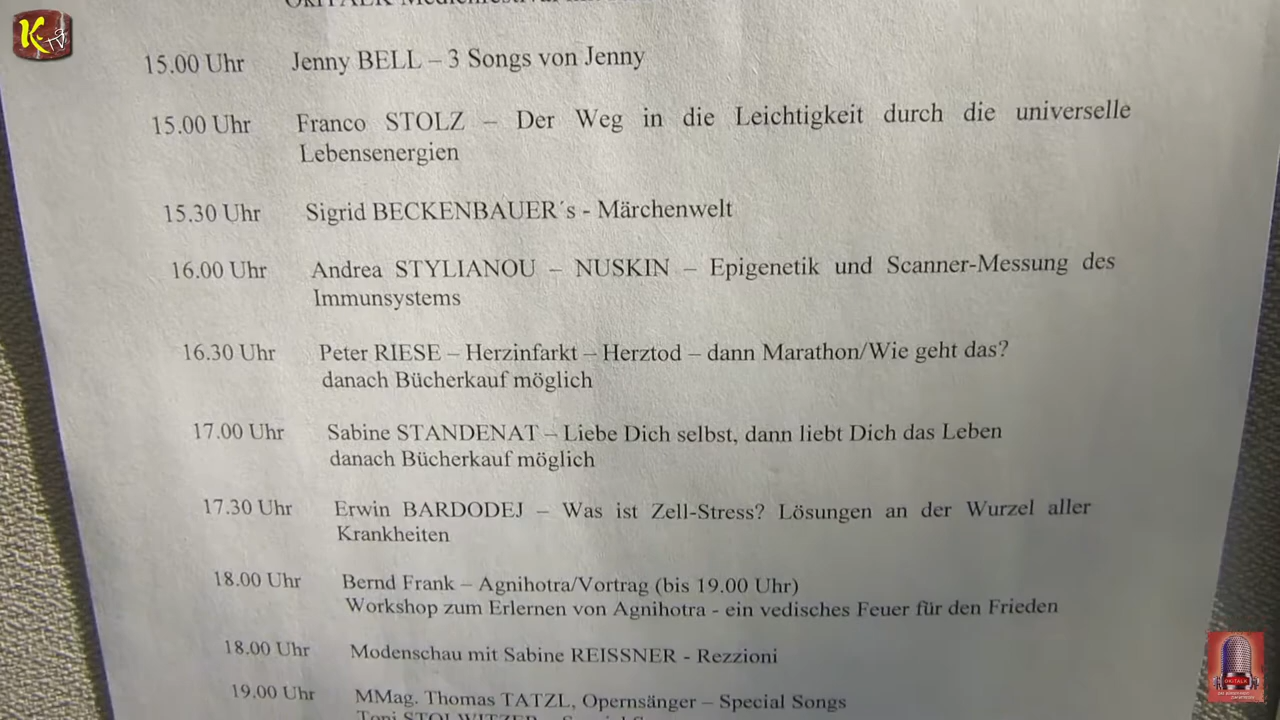 K
TV
15.00 Uhr Jenny BELL – 3 Songs von Jenny
15.00 Uhr Franco STOLZ – Der Weg in die Leichtigkeit durch die universelle
Lebensenergien
15.30 Uhr Sigrid BECKENBAUER´s - Märchenwelt
16.00 Uhr Andrea STYLIANOU – NUSKIN – Epigenetik und Scanner-Messung des
Immunsystems
16.30 Uhr Peter RIESE – Herzinfarkt – Herztod – dann Marathon/Wie geht das?
danach Bücherkauf möglich
17.00 Uhr Sabine STANDENAT – Liebe Dich selbst, dann liebt Dich das Leben
danach Bücherkauf möglich
17.30 Uhr Erwin BARDODEJ – Was ist Zell-Stress? Lösungen an der Wurzel aller
Krankheiten
18.00 Uhr Bernd Frank – Agnihotra/Vortrag (bis 19.00 Uhr)
Workshop zum Erlernen von Agnihotra - ein vedisches Feuer für den Frieden
18.00 Uhr Modenschau mit Sabine REISSNER - Rezzioni
19.00 Uhr MMag. Thomas TATZL, Opernsänger – Special Songs
OKITALK